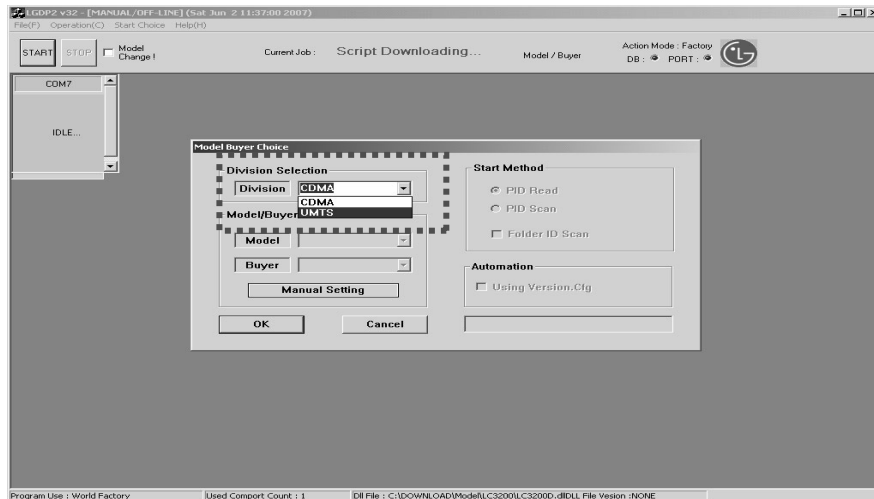 LGDP2 v32 - [MANUAL/OFF-LINE] (Sat Jun 2 11:37:00 2007)
File(F) Operation(C) Start Choice Help(H)
START STOP Model Change ! Current Job : Script Downloading... Model / Buyer Action Mode : Factory
DB : PORT : LG
COM7
IDLE...
Model Buyer Choice
Division Selection
Division CDMA
CDMA
UMTS
Model/Buyer
Model
Buyer
Manual Setting
OK Cancel
Start Method
PID Read
PID Scan
Folder ID Scan
Automation
Using Version.Cfg
Program Use : World Factory Used Comport Count : 1 Dll File : C:\DOWNLOAD\Model\LC3200\LC3200D.dllDLL File Vesion :NONE